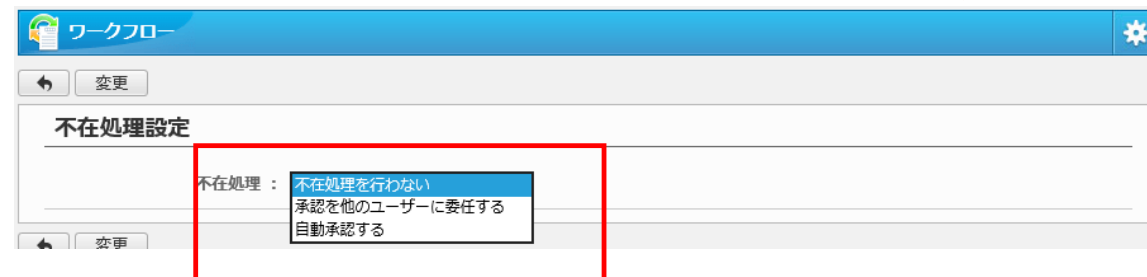 ワークフロー
変更
不在処理設定
不在処理 : 不在処理を行わない
承認を他のユーザーに委任する
自動承認する
変更